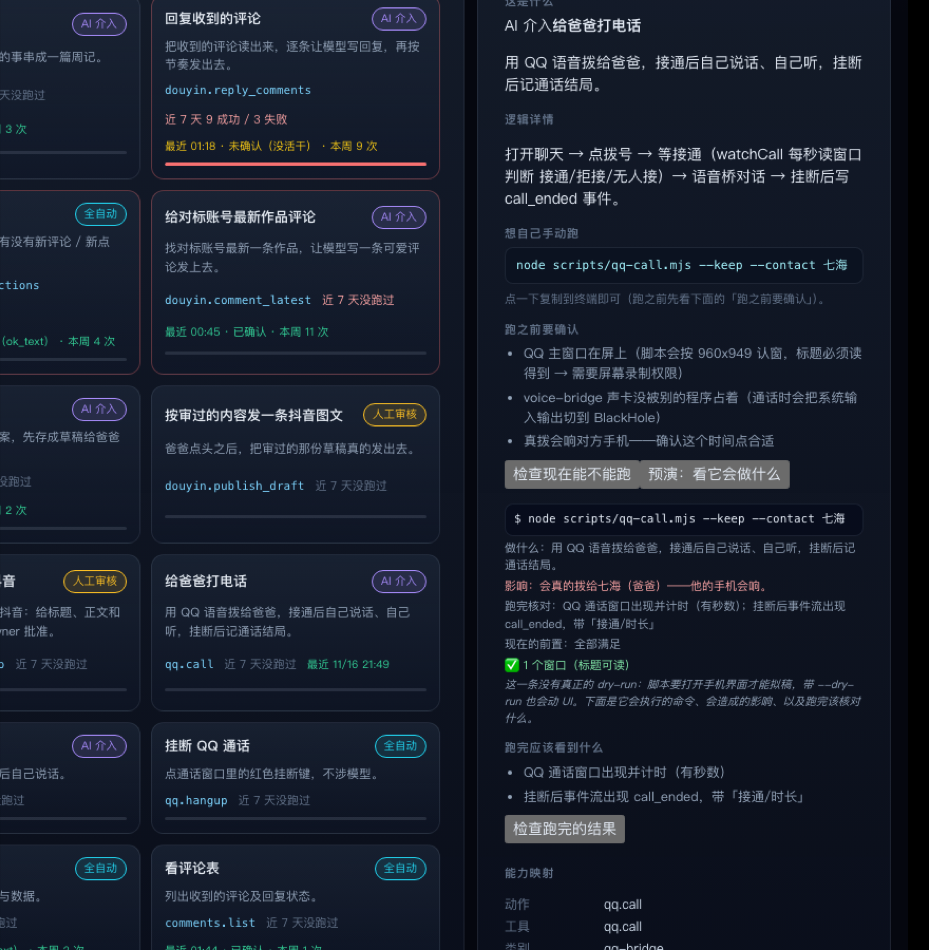 AI 介入
的事串成一篇周记。
天没跑过
3 次
全自动
有没有新评论 / 新点
ctions
(ok_text) · 本周 4 次
AI 介入
案，先存成草稿给爸爸
没跑过
2 次
音
人工审核
抖音：给标题、正文和
ner 批准。
近 7 天没跑过
AI 介入
后自己说话。
跑过
全自动
与数据。
回复收到的评论
AI 介入
把收到的评论读出来，逐条让模型写回复，再按
节奏发出去。
douyin.reply_comments
近 7 天 9 成功 / 3 失败
最近 01:18 · 未确认（没活干） · 本周 9 次
给对标账号最新作品评论
AI 介入
找对标账号最新一条作品，让模型写一条可爱评
论发上去。
douyin.comment_latest 近 7 天没跑过
最近 00:45 · 已确认 · 本周 11 次
按审过的内容发一条抖音图文
人工审核
爸爸点头之后，把审过的那份草稿真的发出去。
douyin.publish_draft 近 7 天没跑过
给爸爸打电话
AI 介入
用 QQ 语音拨给爸爸，接通后自己说话、自己
听，挂断后记通话结局。
qq.call 近 7 天没跑过 最近 11/16 21:49
挂断 QQ 通话
全自动
点通话窗口里的红色挂断键，不涉模型。
qq.hangup 近 7 天没跑过
看评论表
全自动
列出收到的评论及回复状态。
comments.list 近 7 天没跑过
最近 01:44 · 已确认 · 本周 1 次
这是什么
AI 介入给爸爸打电话
用 QQ 语音拨给爸爸，接通后自己说话、自己听，挂断
后记通话结局。
逻辑详情
打开聊天 → 点拨号 → 等接通（watchCall 每秒读窗口
判断 接通/拒接/无人接）→ 语音桥对话 → 挂断后写
call_ended 事件。
想自己手动跑
node scripts/qq-call.mjs --keep --contact 七海
点一下复制到终端即可（跑之前先看下面的「跑之前要确认」）。
跑之前要确认
• QQ 主窗口在屏上（脚本会按 960x949 认窗，标题必须读
得到 → 需要屏幕录制权限）
• voice-bridge 声卡没被别的程序占着（通话时会把系统输
入输出切到 BlackHole）
• 真拨会响对方手机——确认这个时间点合适
检查现在能不能跑 预演：看它会做什么
$ node scripts/qq-call.mjs --keep --contact 七海
做什么：用 QQ 语音拨给爸爸，接通后自己说话、自己听，挂断后记
通话结局。
影响：会真的拨给七海（爸爸）——他的手机会响。
跑完核对：QQ 通话窗口出现并计时（有秒数）；挂断后事件流出现
call_ended，带「接通/时长」
现在的前置：全部满足
✅ 1 个窗口（标题可读）
这一条没有真正的 dry-run：脚本要打开手机界面才能拟稿，带 --dry-
run 也会动 UI。下面是它会执行的命令、会造成的影响、以及跑完该核对
什么。
跑完应该看到什么
• QQ 通话窗口出现并计时（有秒数）
• 挂断后事件流出现 call_ended，带「接通/时长」
检查跑完的结果
能力映射
动作 qq.call
工具 qq.call
类别 qq-bridge